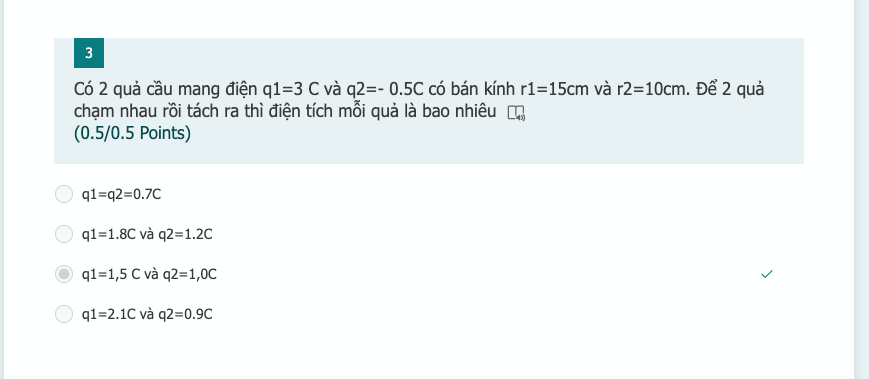 3
Có 2 quả cầu mang điện q1=3 C và q2=- 0.5C có bán kính r1=15cm và r2=10cm. Để 2 quả
chạm nhau rồi tách ra thì điện tích mỗi quả là bao nhiêu
(0.5/0.5 Points)
q1=q2=0.7C
q1=1.8C và q2=1.2C
q1=1,5 C và q2=1,0C
q1=2.1C và q2=0.9C